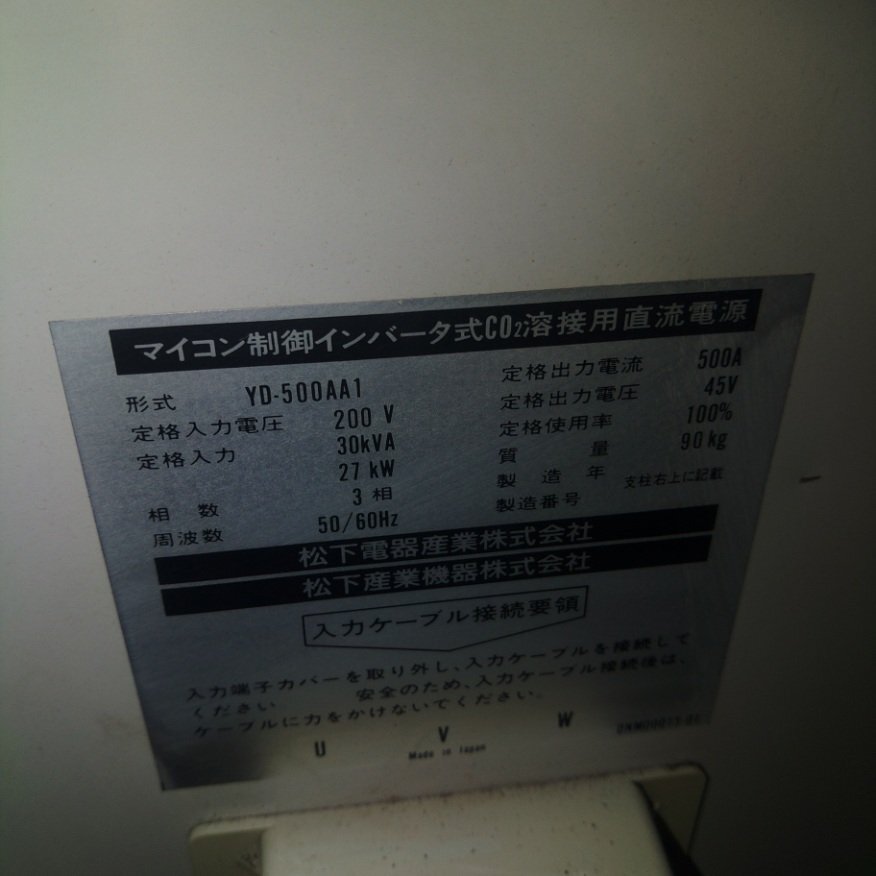 マイコン制御インバータ式CO₂溶接用直流電源
形式 YD-500AA1
定格入力電圧 200 V
定格入力 30kVA
27 kW
相数 3 相
周波数 50/60Hz
定格出力電流 500A
定格出力電圧 45V
定格使用率 100%
質量 90kg
製造年 支柱右上に記載
製造番号
松下電器産業株式会社
松下産業機器株式会社
入力ケーブル接続要領
入力端子カバーを取り外し、入力ケーブルを接続して
ください 安全のため、入力ケーブル接続後は、
ケーブルに力をかけないでください。
U V W
Made in Japan